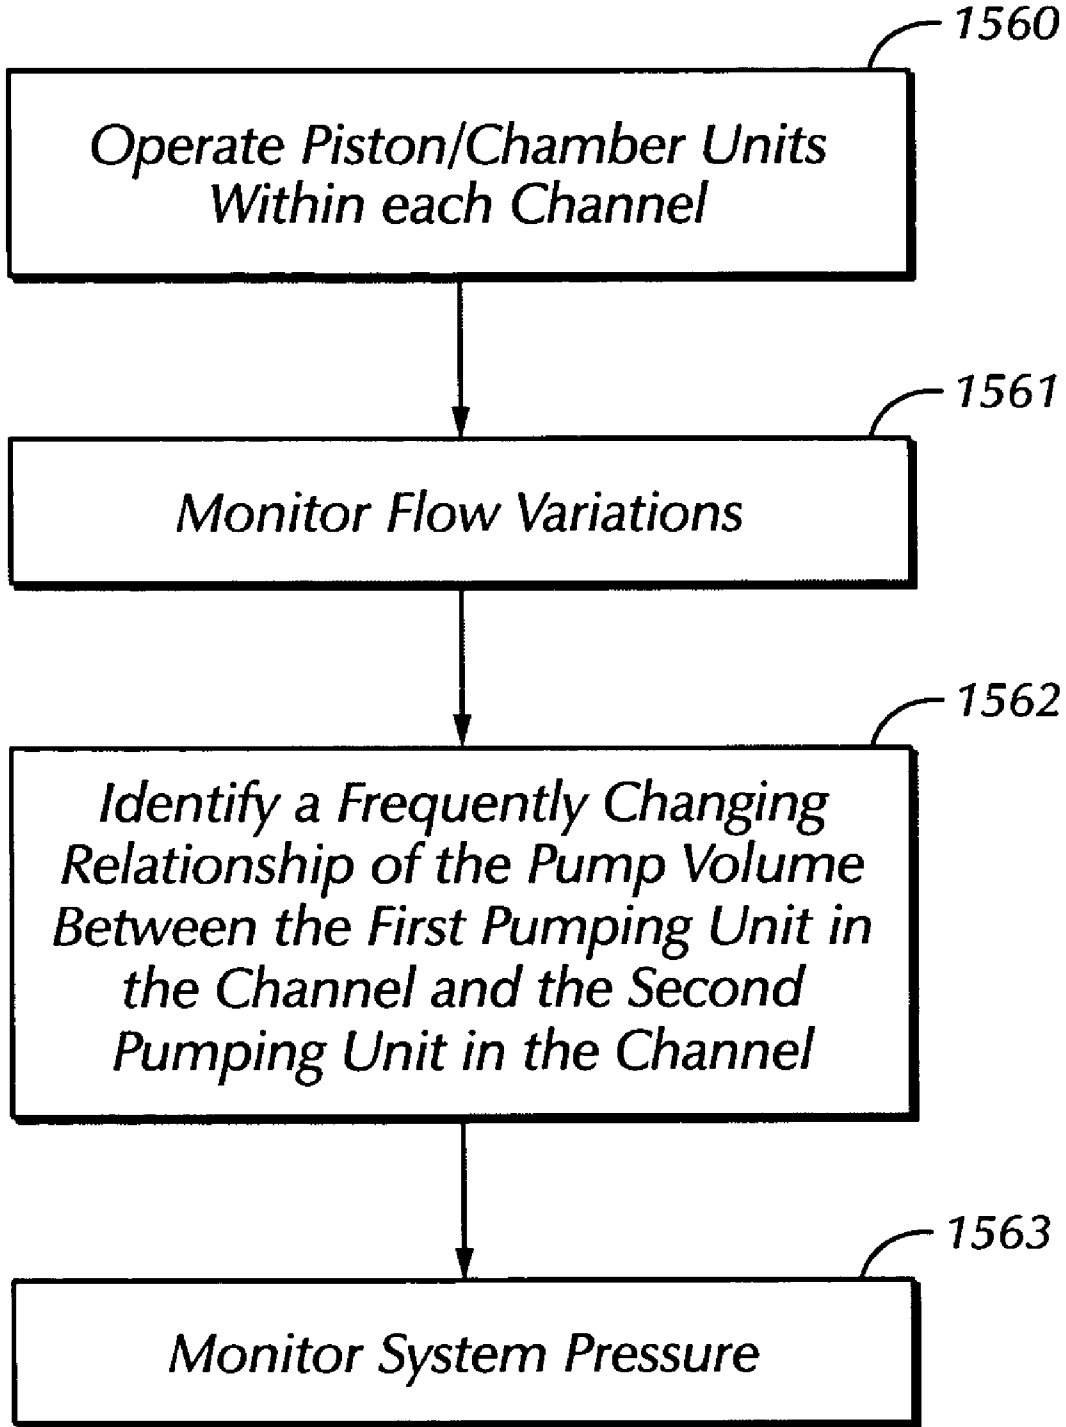 1560
Operate Piston/Chamber Units
Within each Channel
1561
Monitor Flow Variations
1562
Identify a Frequently Changing
Relationship of the Pump Volume
Between the First Pumping Unit in
the Channel and the Second
Pumping Unit in the Channel
1563
Monitor System Pressure